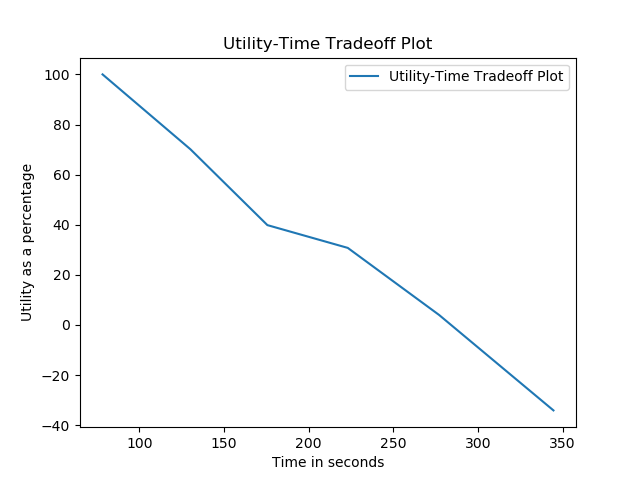 Utility-Time Tradeoff Plot
Utility-Time Tradeoff Plot
100
80
60
40
20
0
−20
−40
Utility as a percentage
100 150 200 250 300 350
Time in seconds